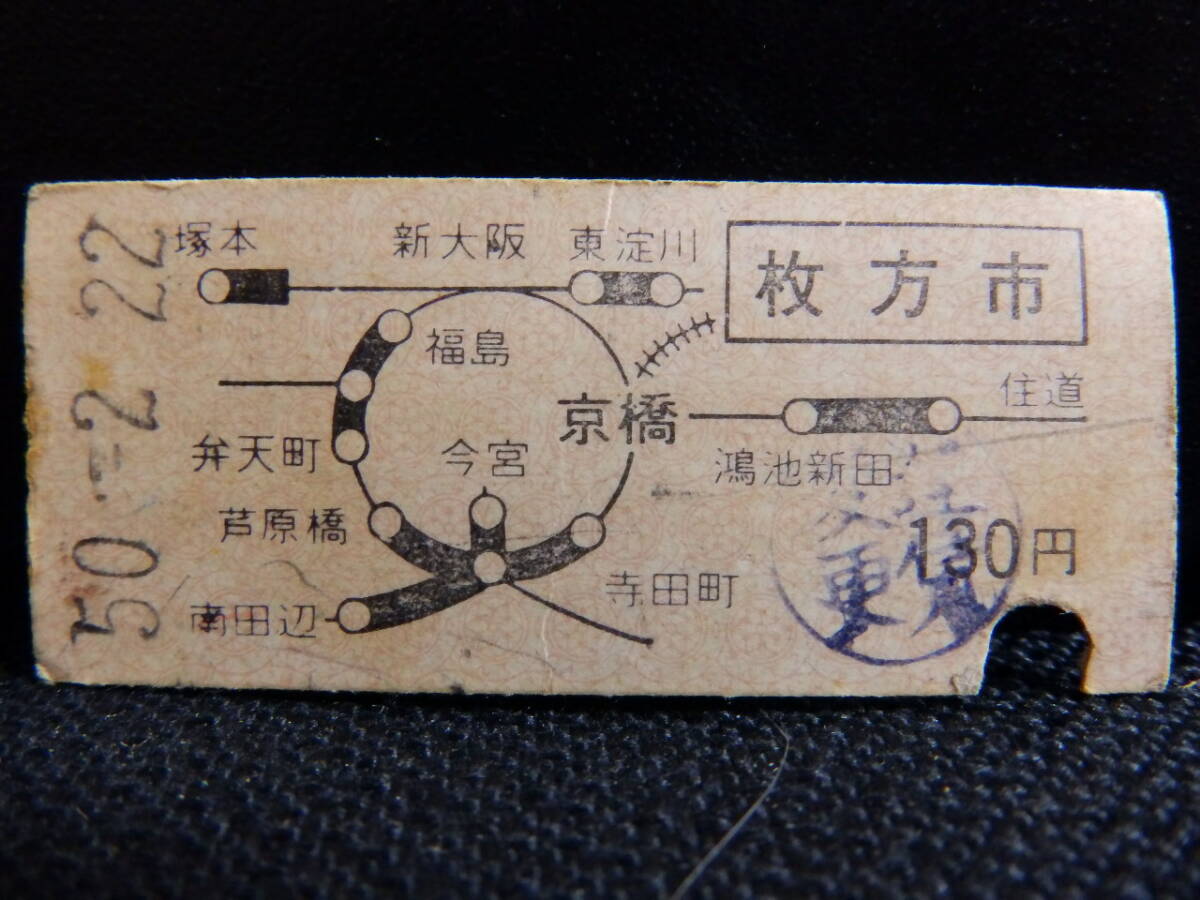 50.-2 22
塚本
新大阪
東淀川
枚方市
福島
京橋
住道
弁天町
今宮
鴻池新田
芦原橋
130円
南田辺
寺田町